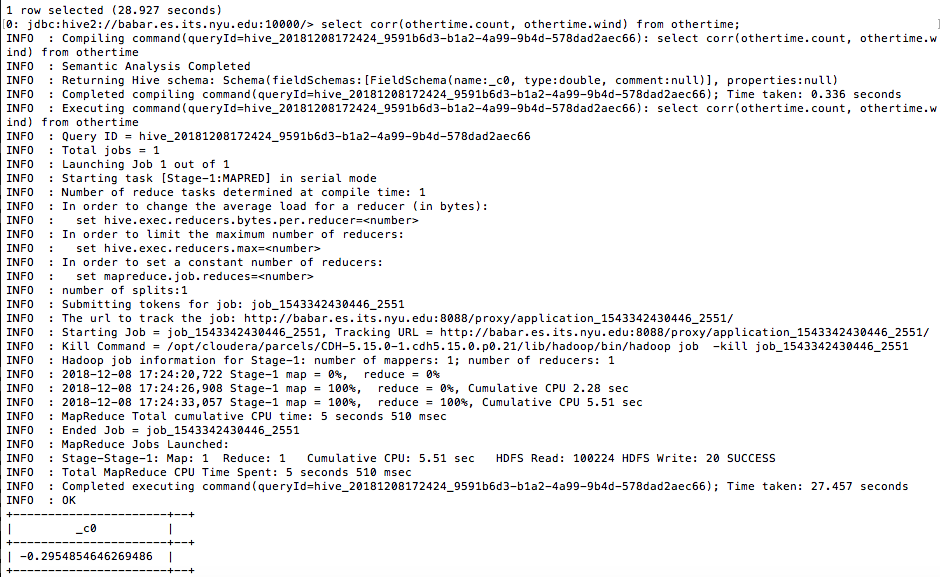 1 row selected (28.927 seconds)
0: jdbc:hive2://babar.es.its.nyu.edu:10000/> select corr(othertime.count, othertime.wind) from othertime;
INFO  : Compiling command(queryId=hive_20181208172424_9591b6d3-b1a2-4a99-9b4d-578dad2aec66): select corr(othertime.count, othertime.w
ind) from othertime
INFO  : Semantic Analysis Completed
INFO  : Returning Hive schema: Schema(fieldSchemas:[FieldSchema(name:_c0, type:double, comment:null)], properties:null)
INFO  : Completed compiling command(queryId=hive_20181208172424_9591b6d3-b1a2-4a99-9b4d-578dad2aec66); Time taken: 0.336 seconds
INFO  : Executing command(queryId=hive_20181208172424_9591b6d3-b1a2-4a99-9b4d-578dad2aec66): select corr(othertime.count, othertime.w
ind) from othertime
INFO  : Query ID = hive_20181208172424_9591b6d3-b1a2-4a99-9b4d-578dad2aec66
INFO  : Total jobs = 1
INFO  : Launching Job 1 out of 1
INFO  : Starting task [Stage-1:MAPRED] in serial mode
INFO  : Number of reduce tasks determined at compile time: 1
INFO  : In order to change the average load for a reducer (in bytes):
INFO  :   set hive.exec.reducers.bytes.per.reducer=<number>
INFO  : In order to limit the maximum number of reducers:
INFO  :   set hive.exec.reducers.max=<number>
INFO  : In order to set a constant number of reducers:
INFO  :   set mapreduce.job.reduces=<number>
INFO  : number of splits:1
INFO  : Submitting tokens for job: job_1543342430446_2551
INFO  : The url to track the job: http://babar.es.its.nyu.edu:8088/proxy/application_1543342430446_2551/
INFO  : Starting Job = job_1543342430446_2551, Tracking URL = http://babar.es.its.nyu.edu:8088/proxy/application_1543342430446_2551/
INFO  : Kill Command = /opt/cloudera/parcels/CDH-5.15.0-1.cdh5.15.0.p0.21/lib/hadoop/bin/hadoop job  -kill job_1543342430446_2551
INFO  : Hadoop job information for Stage-1: number of mappers: 1; number of reducers: 1
INFO  : 2018-12-08 17:24:20,722 Stage-1 map = 0%,  reduce = 0%
INFO  : 2018-12-08 17:24:26,908 Stage-1 map = 100%,  reduce = 0%, Cumulative CPU 2.28 sec
INFO  : 2018-12-08 17:24:33,057 Stage-1 map = 100%,  reduce = 100%, Cumulative CPU 5.51 sec
INFO  : MapReduce Total cumulative CPU time: 5 seconds 510 msec
INFO  : Ended Job = job_1543342430446_2551
INFO  : MapReduce Jobs Launched:
INFO  : Stage-Stage-1: Map: 1  Reduce: 1   Cumulative CPU: 5.51 sec   HDFS Read: 100224 HDFS Write: 20 SUCCESS
INFO  : Total MapReduce CPU Time Spent: 5 seconds 510 msec
INFO  : Completed executing command(queryId=hive_20181208172424_9591b6d3-b1a2-4a99-9b4d-578dad2aec66); Time taken: 27.457 seconds
INFO  : OK
+----------------------+--+
|         _c0          |
+----------------------+--+
| -0.2954854646269486  |
+----------------------+--+